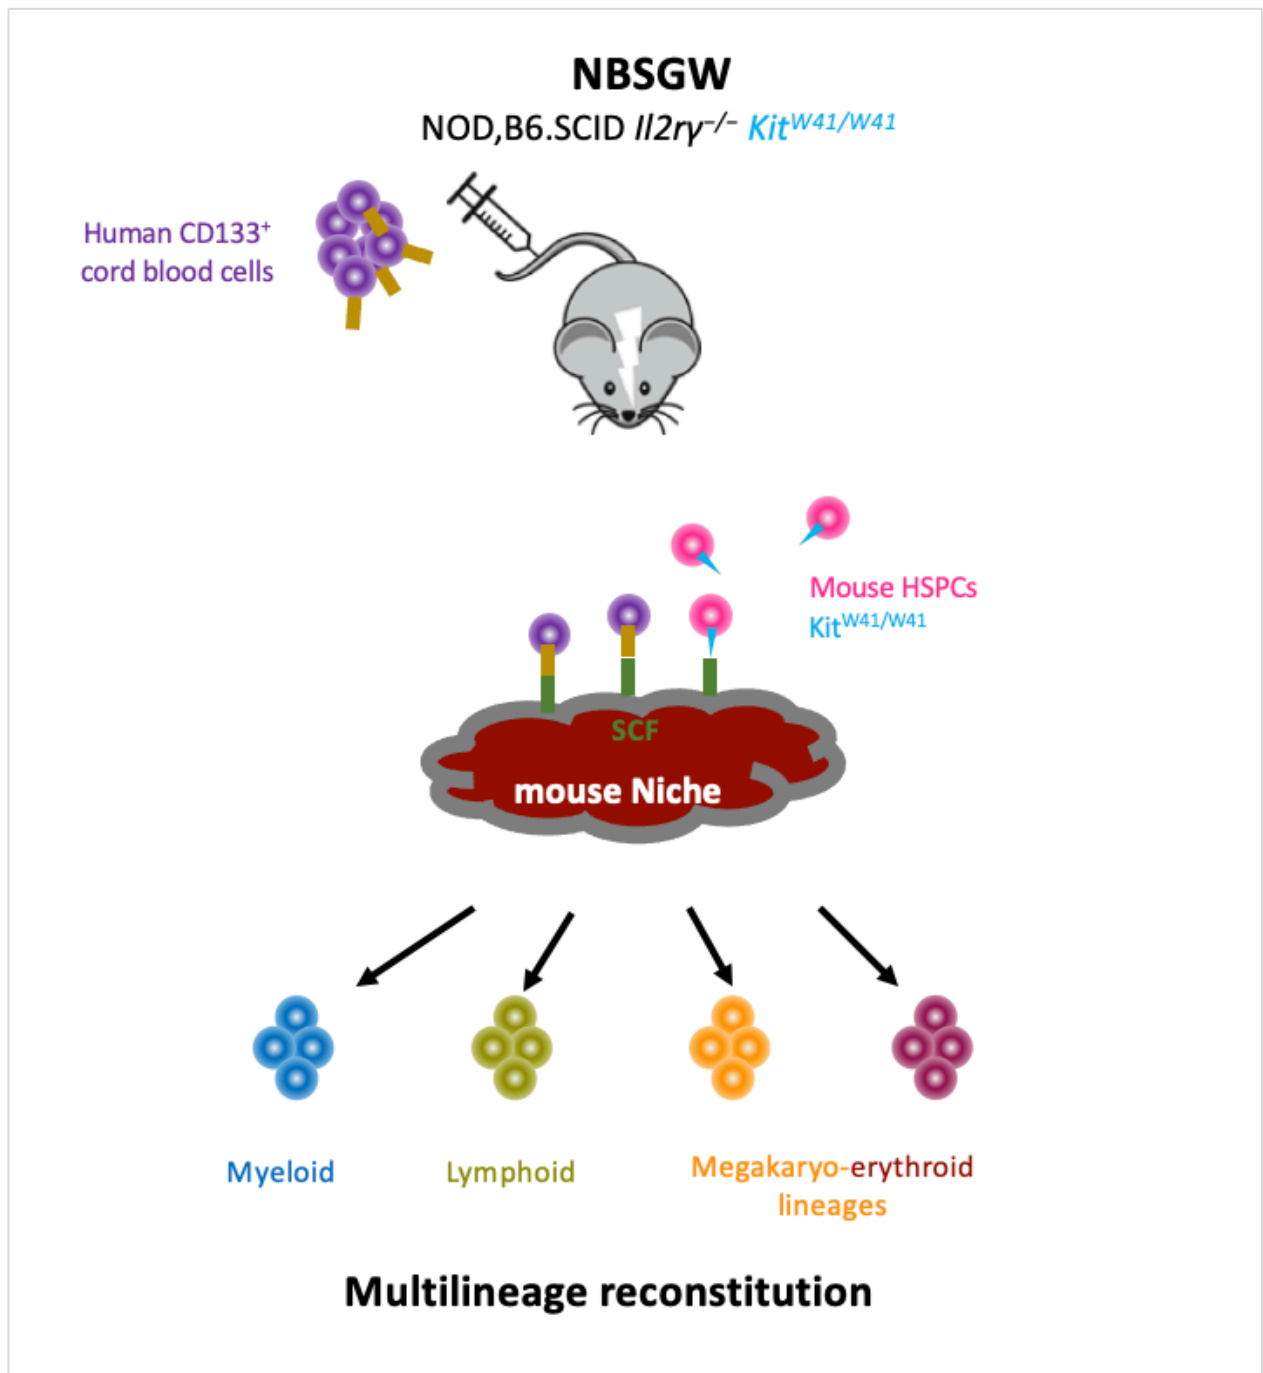 NBSGW
NOD,B6.SCID Il2rγ−/− KitW41/W41
Human CD133+
cord blood cells
Mouse HSPCs
KitW41/W41
SCF
mouse Niche
Myeloid
Lymphoid
Megakaryo-erythroid
lineages
Multilineage reconstitution